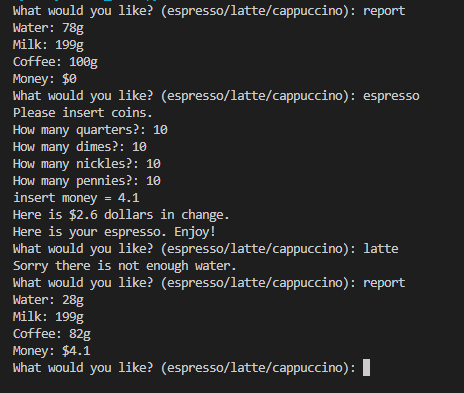 What would you like? (espresso/latte/cappuccino): report
Water: 78g
Milk: 199g
Coffee: 100g
Money: $0
What would you like? (espresso/latte/cappuccino): espresso
Please insert coins.
How many quarters?: 10
How many dimes?: 10
How many nickles?: 10
How many pennies?: 10
insert money = 4.1
Here is $2.6 dollars in change.
Here is your espresso. Enjoy!
What would you like? (espresso/latte/cappuccino): latte
Sorry there is not enough water.
What would you like? (espresso/latte/cappuccino): report
Water: 28g
Milk: 199g
Coffee: 82g
Money: $4.1
What would you like? (espresso/latte/cappuccino):